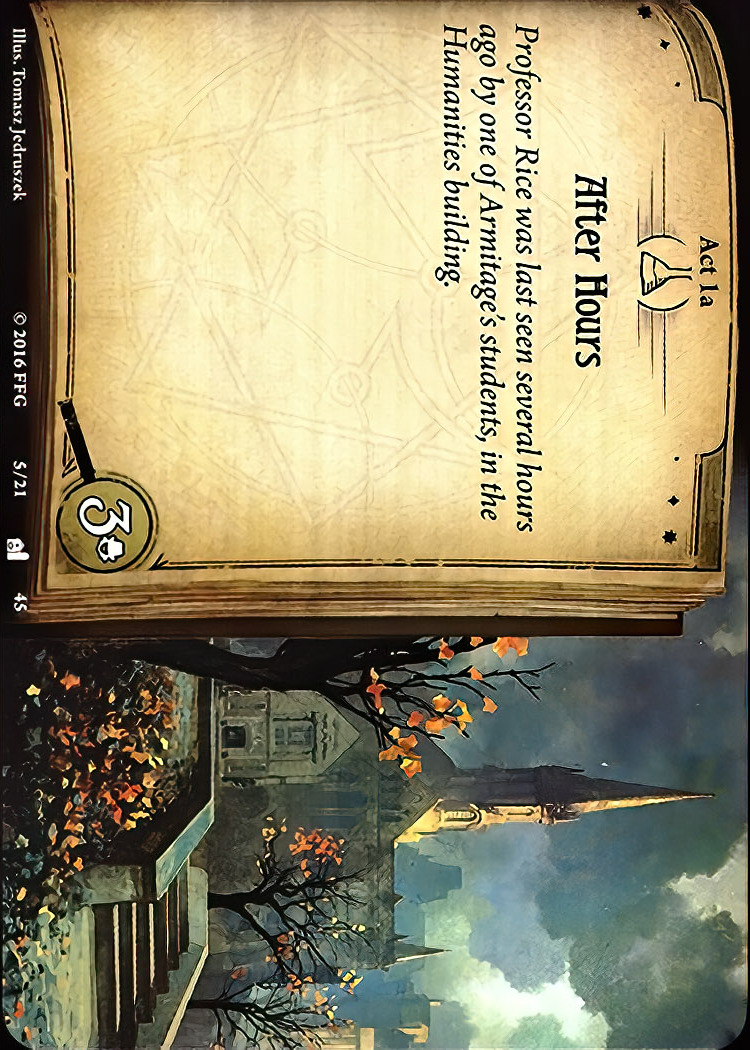 Act 1a
After Hours
Professor Rice was last seen several hours
ago by one of Armitage's students, in the
Humanities building.
3
Illus. Tomasz Jedruszek
© 2016 FFG
5/21
45